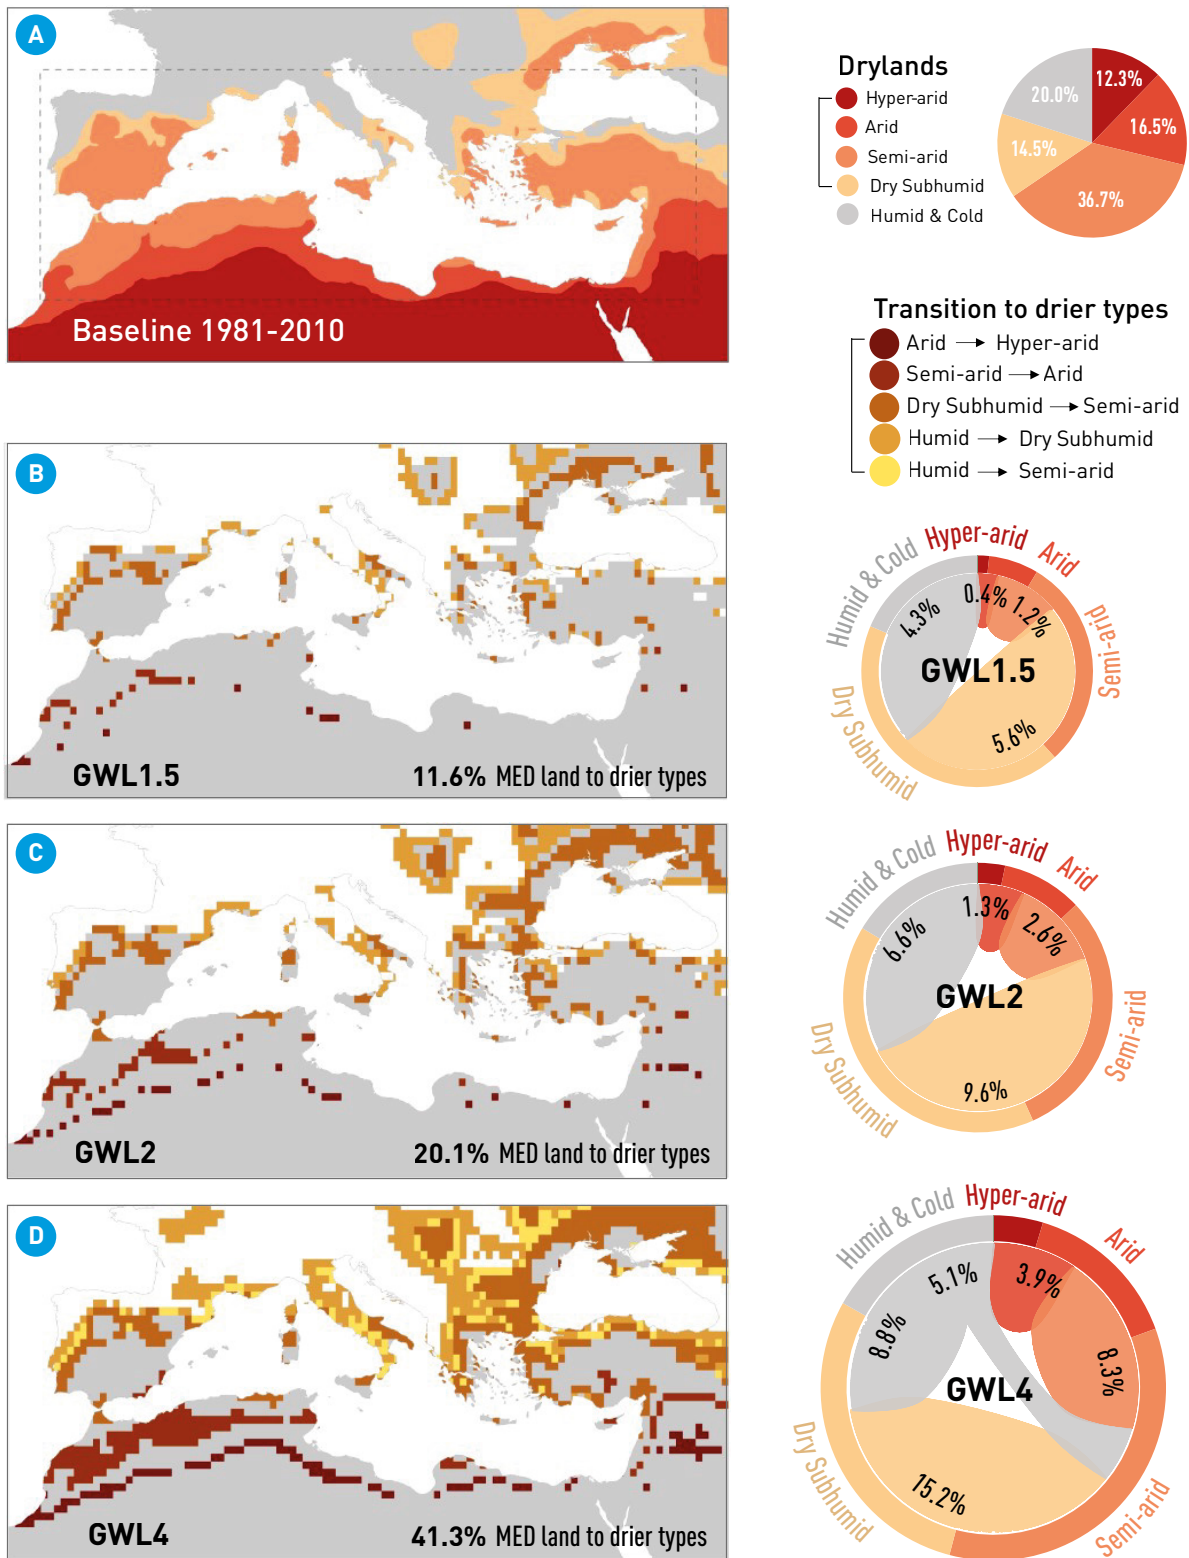 A
Baseline 1981-2010
Drylands
Hyper-arid
Arid
Semi-arid
Dry Subhumid
Humid & Cold
12.3%
16.5%
36.7%
14.5%
20.0%
Transition to drier types
Arid → Hyper-arid
Semi-arid → Arid
Dry Subhumid → Semi-arid
Humid → Dry Subhumid
Humid → Semi-arid
B
GWL1.5
11.6% MED land to drier types
Humid & Cold
Hyper-arid
Arid
Semi-arid
Dry Subhumid
4.3%
0.4%
1.2%
5.6%
GWL1.5
C
GWL2
20.1% MED land to drier types
Humid & Cold
Hyper-arid
Arid
Semi-arid
Dry Subhumid
6.6%
1.3%
2.6%
9.6%
GWL2
D
GWL4
41.3% MED land to drier types
Humid & Cold
Hyper-arid
Arid
Semi-arid
Dry Subhumid
8.8%
5.1%
3.9%
8.3%
15.2%
GWL4